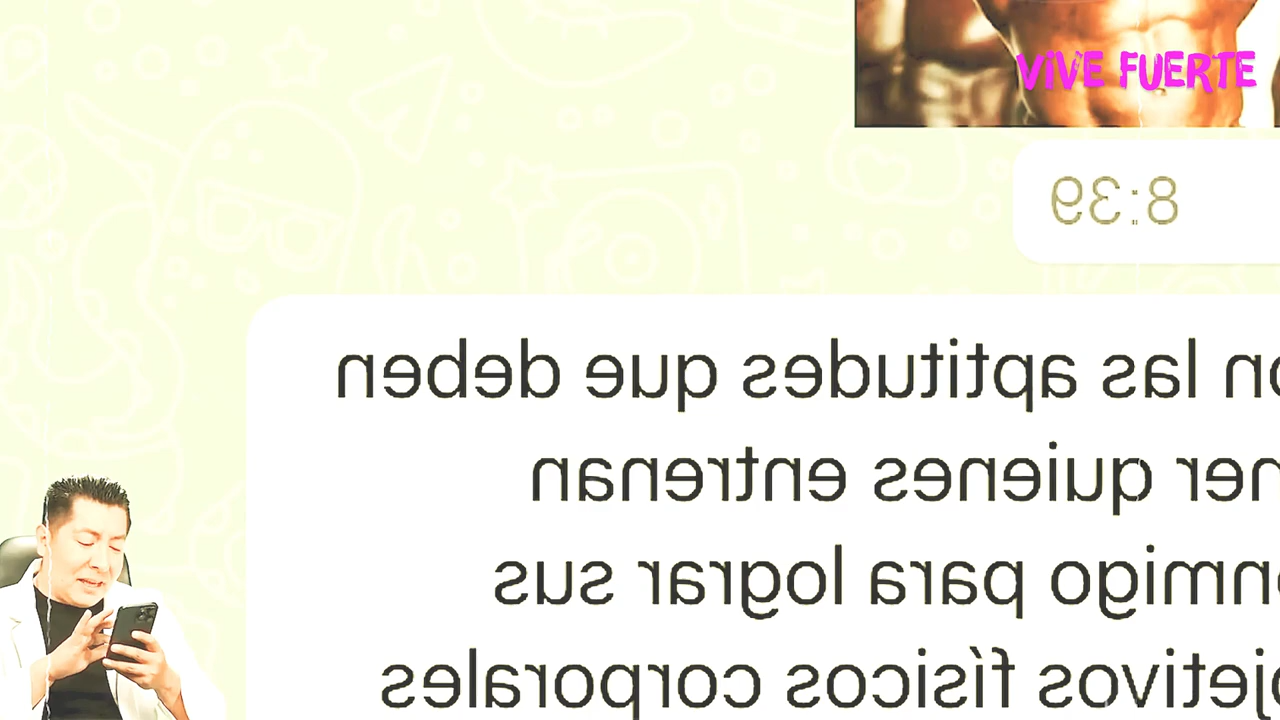 ViVE FUERTE
8:39
on las aptitudes que deben
ner quienes entrenan
nmigo para lograr sus
jetivos físicos corporales